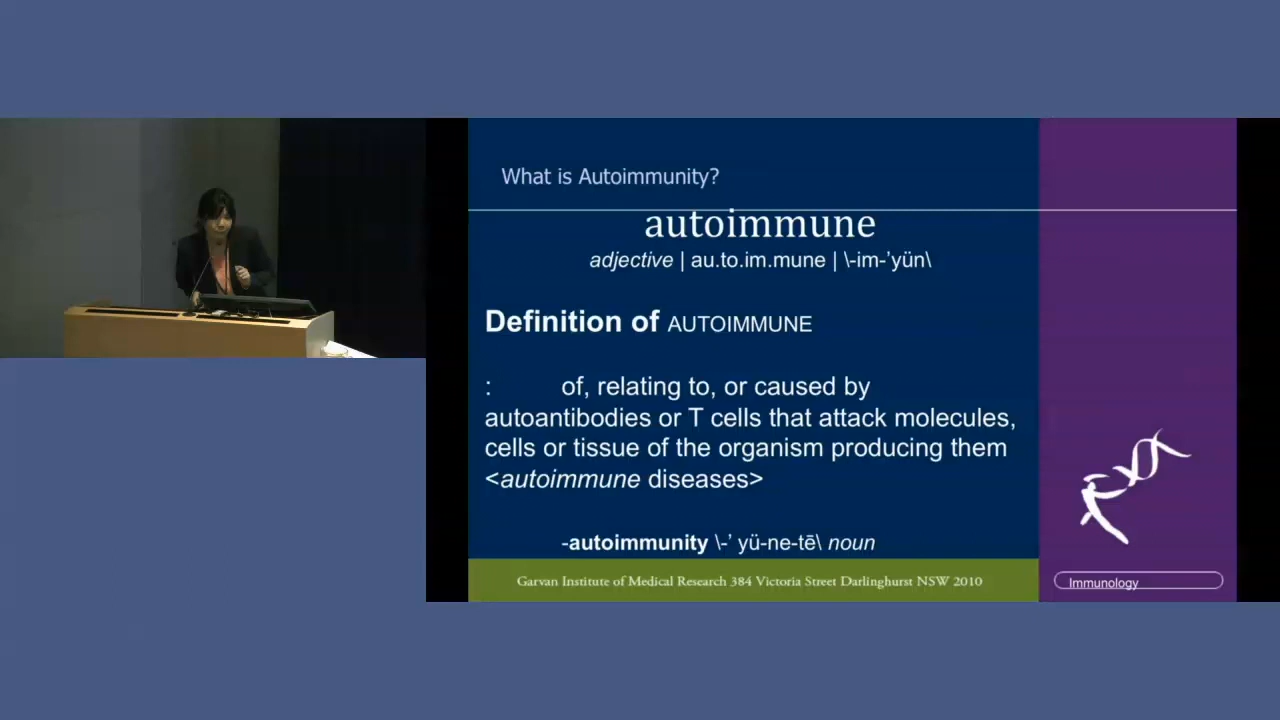 What is Autoimmunity?
autoimmune
adjective | au.to.im.mune | \-im-’yün\
Definition of AUTOIMMUNE
: of, relating to, or caused by
autoantibodies or T cells that attack molecules,
cells or tissue of the organism producing them
<autoimmune diseases>
-autoimmunity \-’ yü-ne-tē\ noun
Garvan Institute of Medical Research 384 Victoria Street Darlinghurst NSW 2010
Immunology